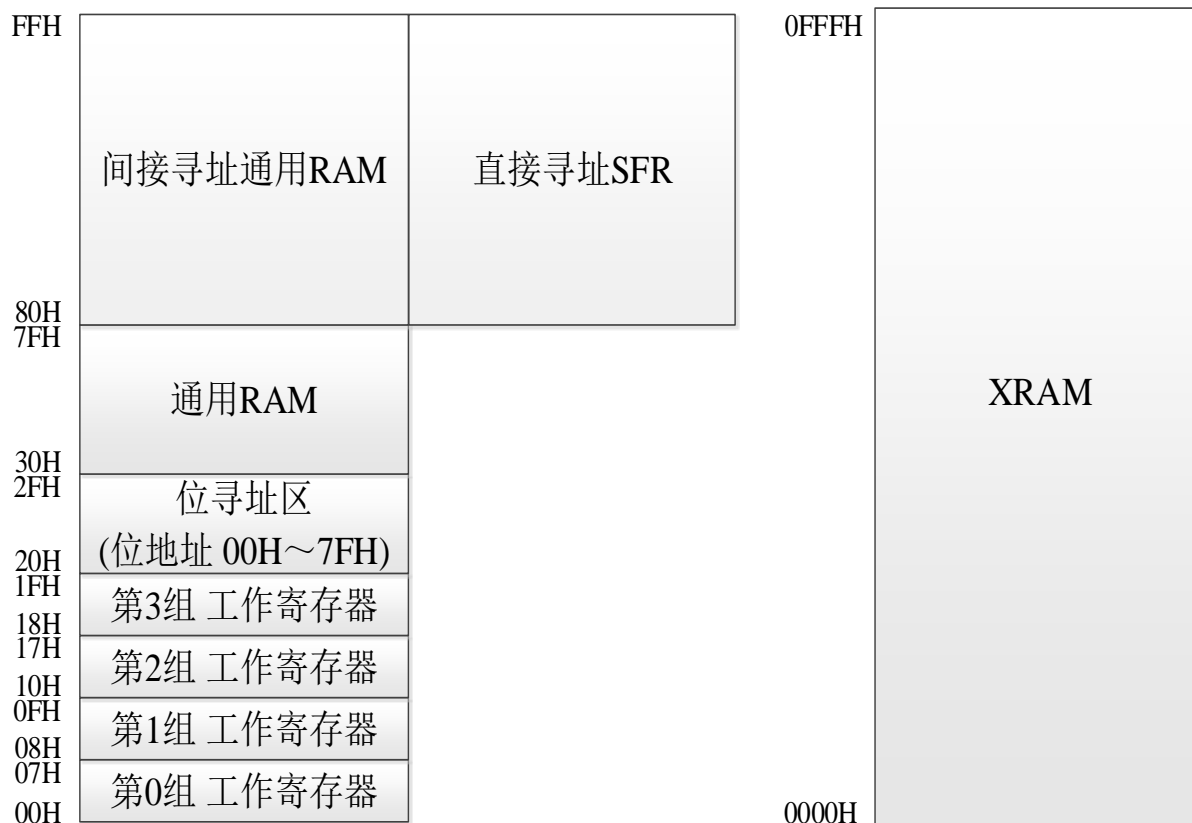 FFH
间接寻址通用RAM
直接寻址SFR
80H
7FH
通用RAM
30H
2FH
位寻址区
(位地址 00H～7FH)
20H
1FH
第3组 工作寄存器
18H
17H
第2组 工作寄存器
10H
0FH
第1组 工作寄存器
08H
07H
第0组 工作寄存器
00H
0FFFH
XRAM
0000H